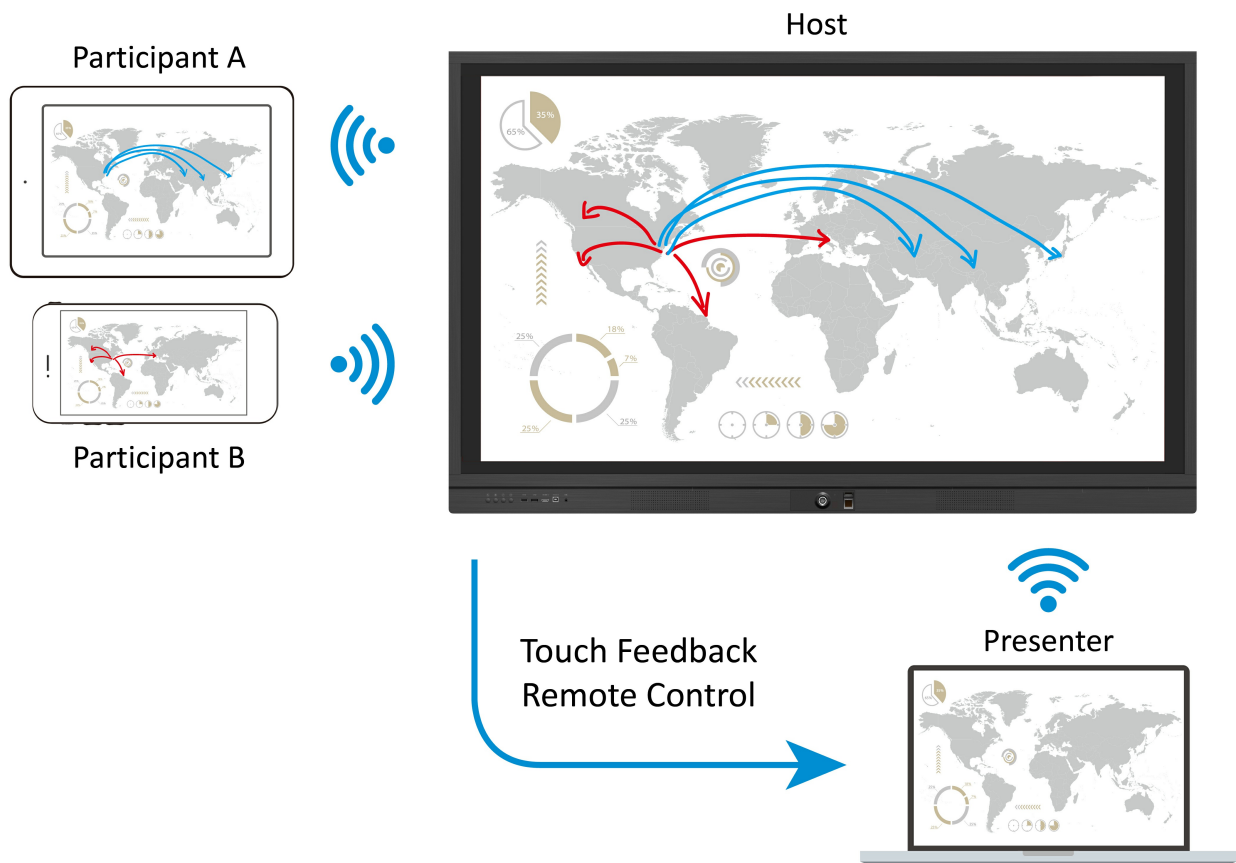 Host
Participant A
35%
65%
18%
25%
7%
25%
25%
Participant B
Touch Feedback
Remote Control
Presenter